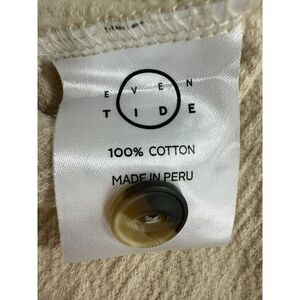 EVEN
TIDE
100% COTTON
MADE IN PERU